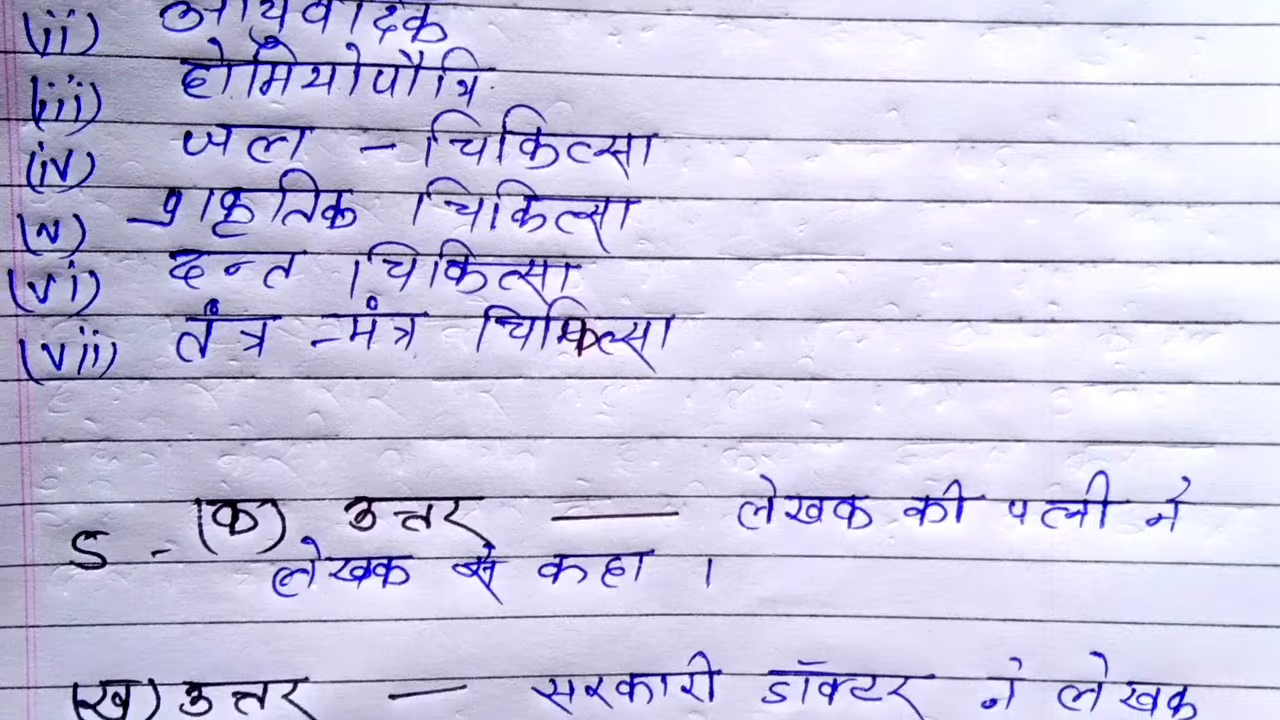 (ii) आयुर्वेदिक
(iii) होमियोपौथि
(iv) जल - चिकित्सा
(v) प्राकृतिक चिकित्सा
(vi) दन्त चिकित्सा
(vii) तंत्र - मंत्र चिकित्सा
5 - (क) उत्तर — लेखक की पत्नी ने
लेखक से कहा ।
(ख) उत्तर — सरकारी डॉक्टर ने लेखक